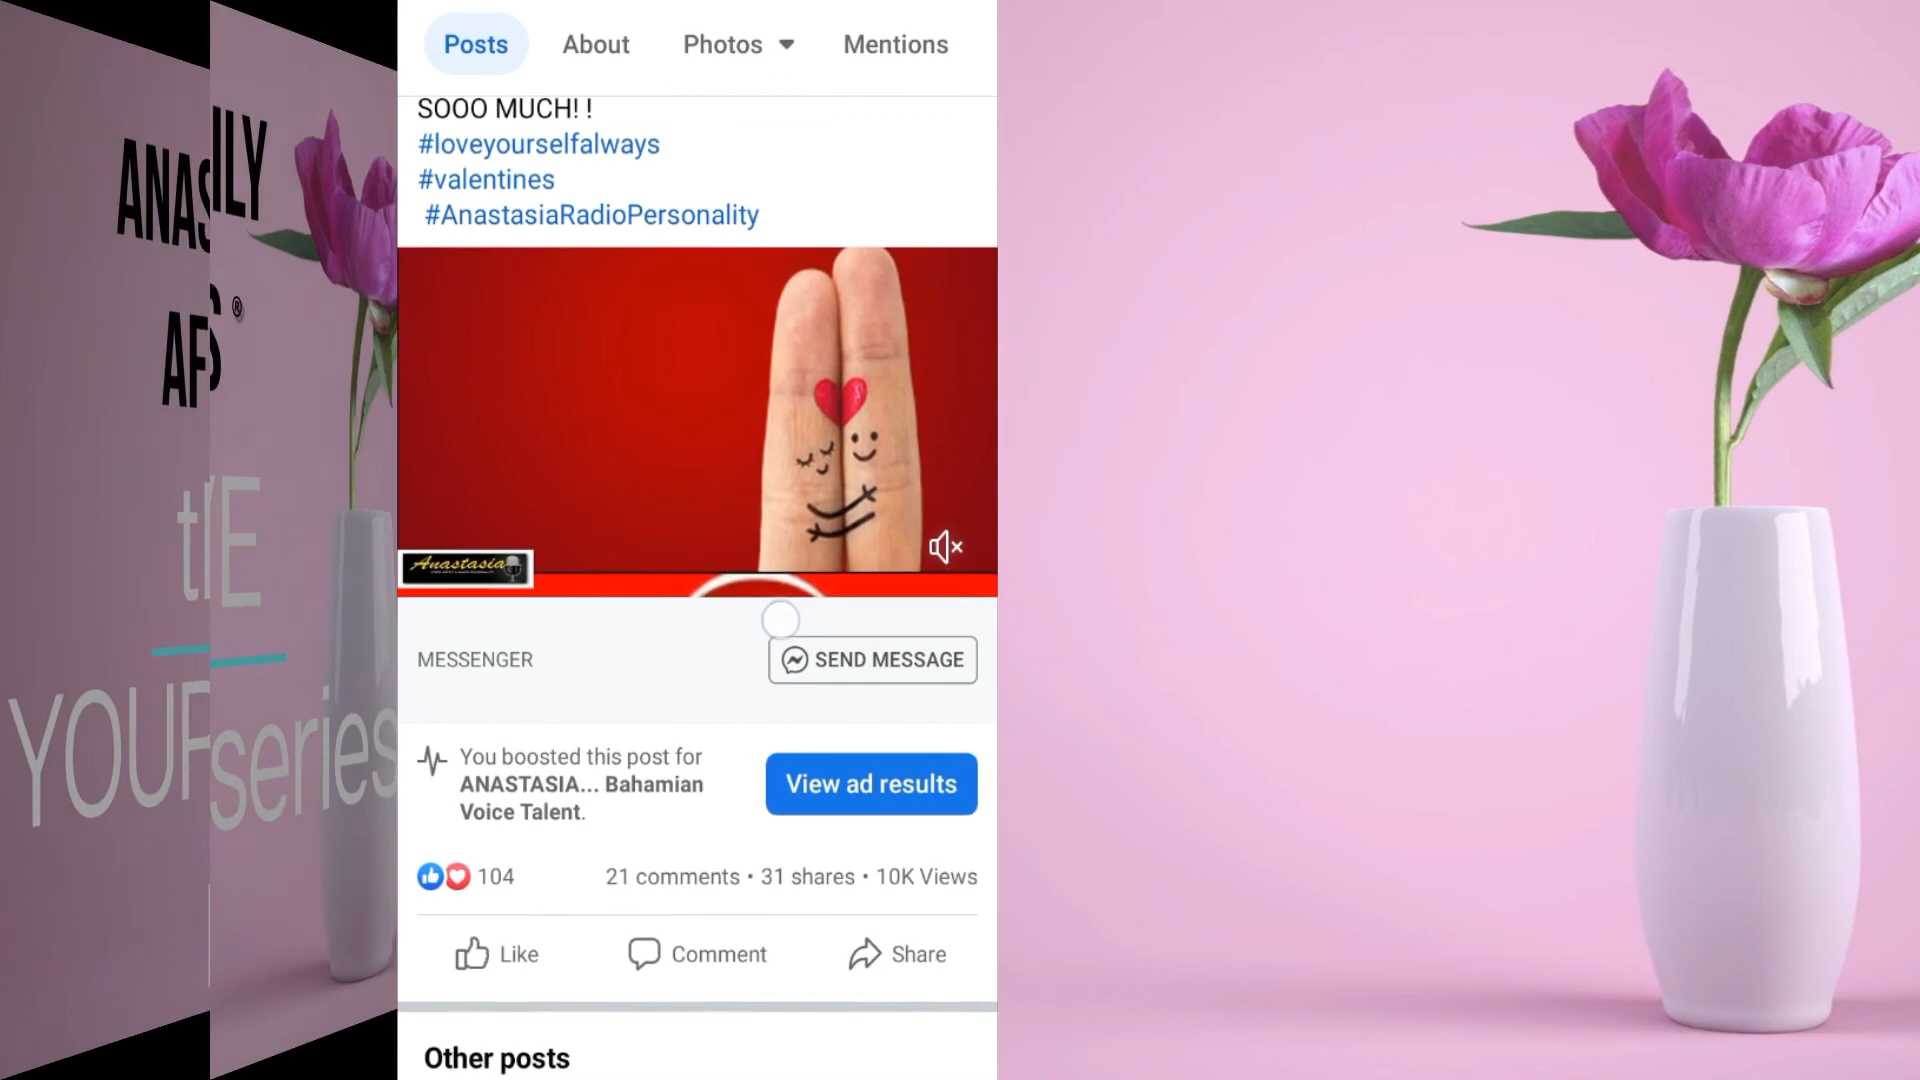 Posts
About
Photos
Mentions
SOOO MUCH! !
#loveyourselfalways
#valentines
#AnastasiaRadioPersonality
Anastasia
MESSENGER
SEND MESSAGE
You boosted this post for
ANASTASIA... Bahamian
Voice Talent.
View ad results
104
21 comments • 31 shares • 10K Views
Like
Comment
Share
Other posts
ANAS
ILY
AF
S ®
E
YOUR
series